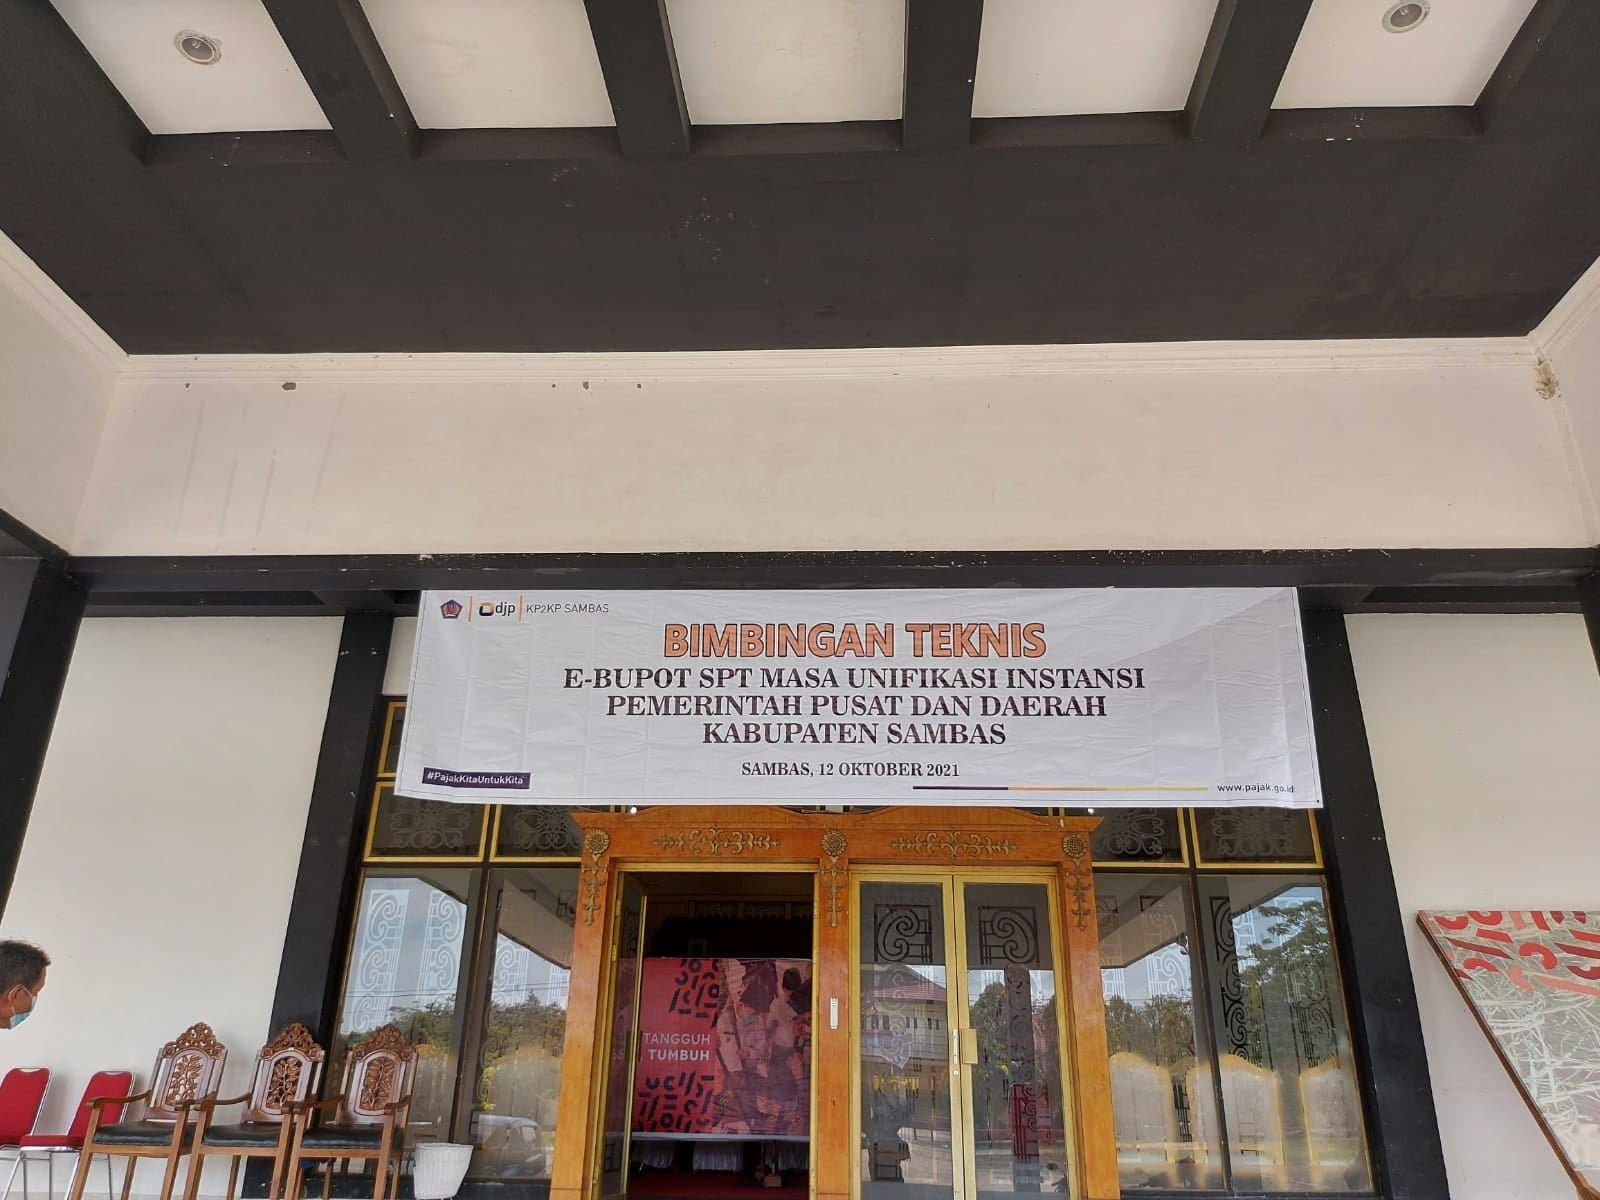 djp KP2KP SAMBAS
BIMBINGAN TEKNIS
E-BUPOT SPT MASA UNIFIKASI INSTANSI
PEMERINTAH PUSAT DAN DAERAH
KABUPATEN SAMBAS
SAMBAS, 12 OKTOBER 2021
#PajakKitaUntukKita
www.pajak.go.id
TANGGUH
TUMBUH